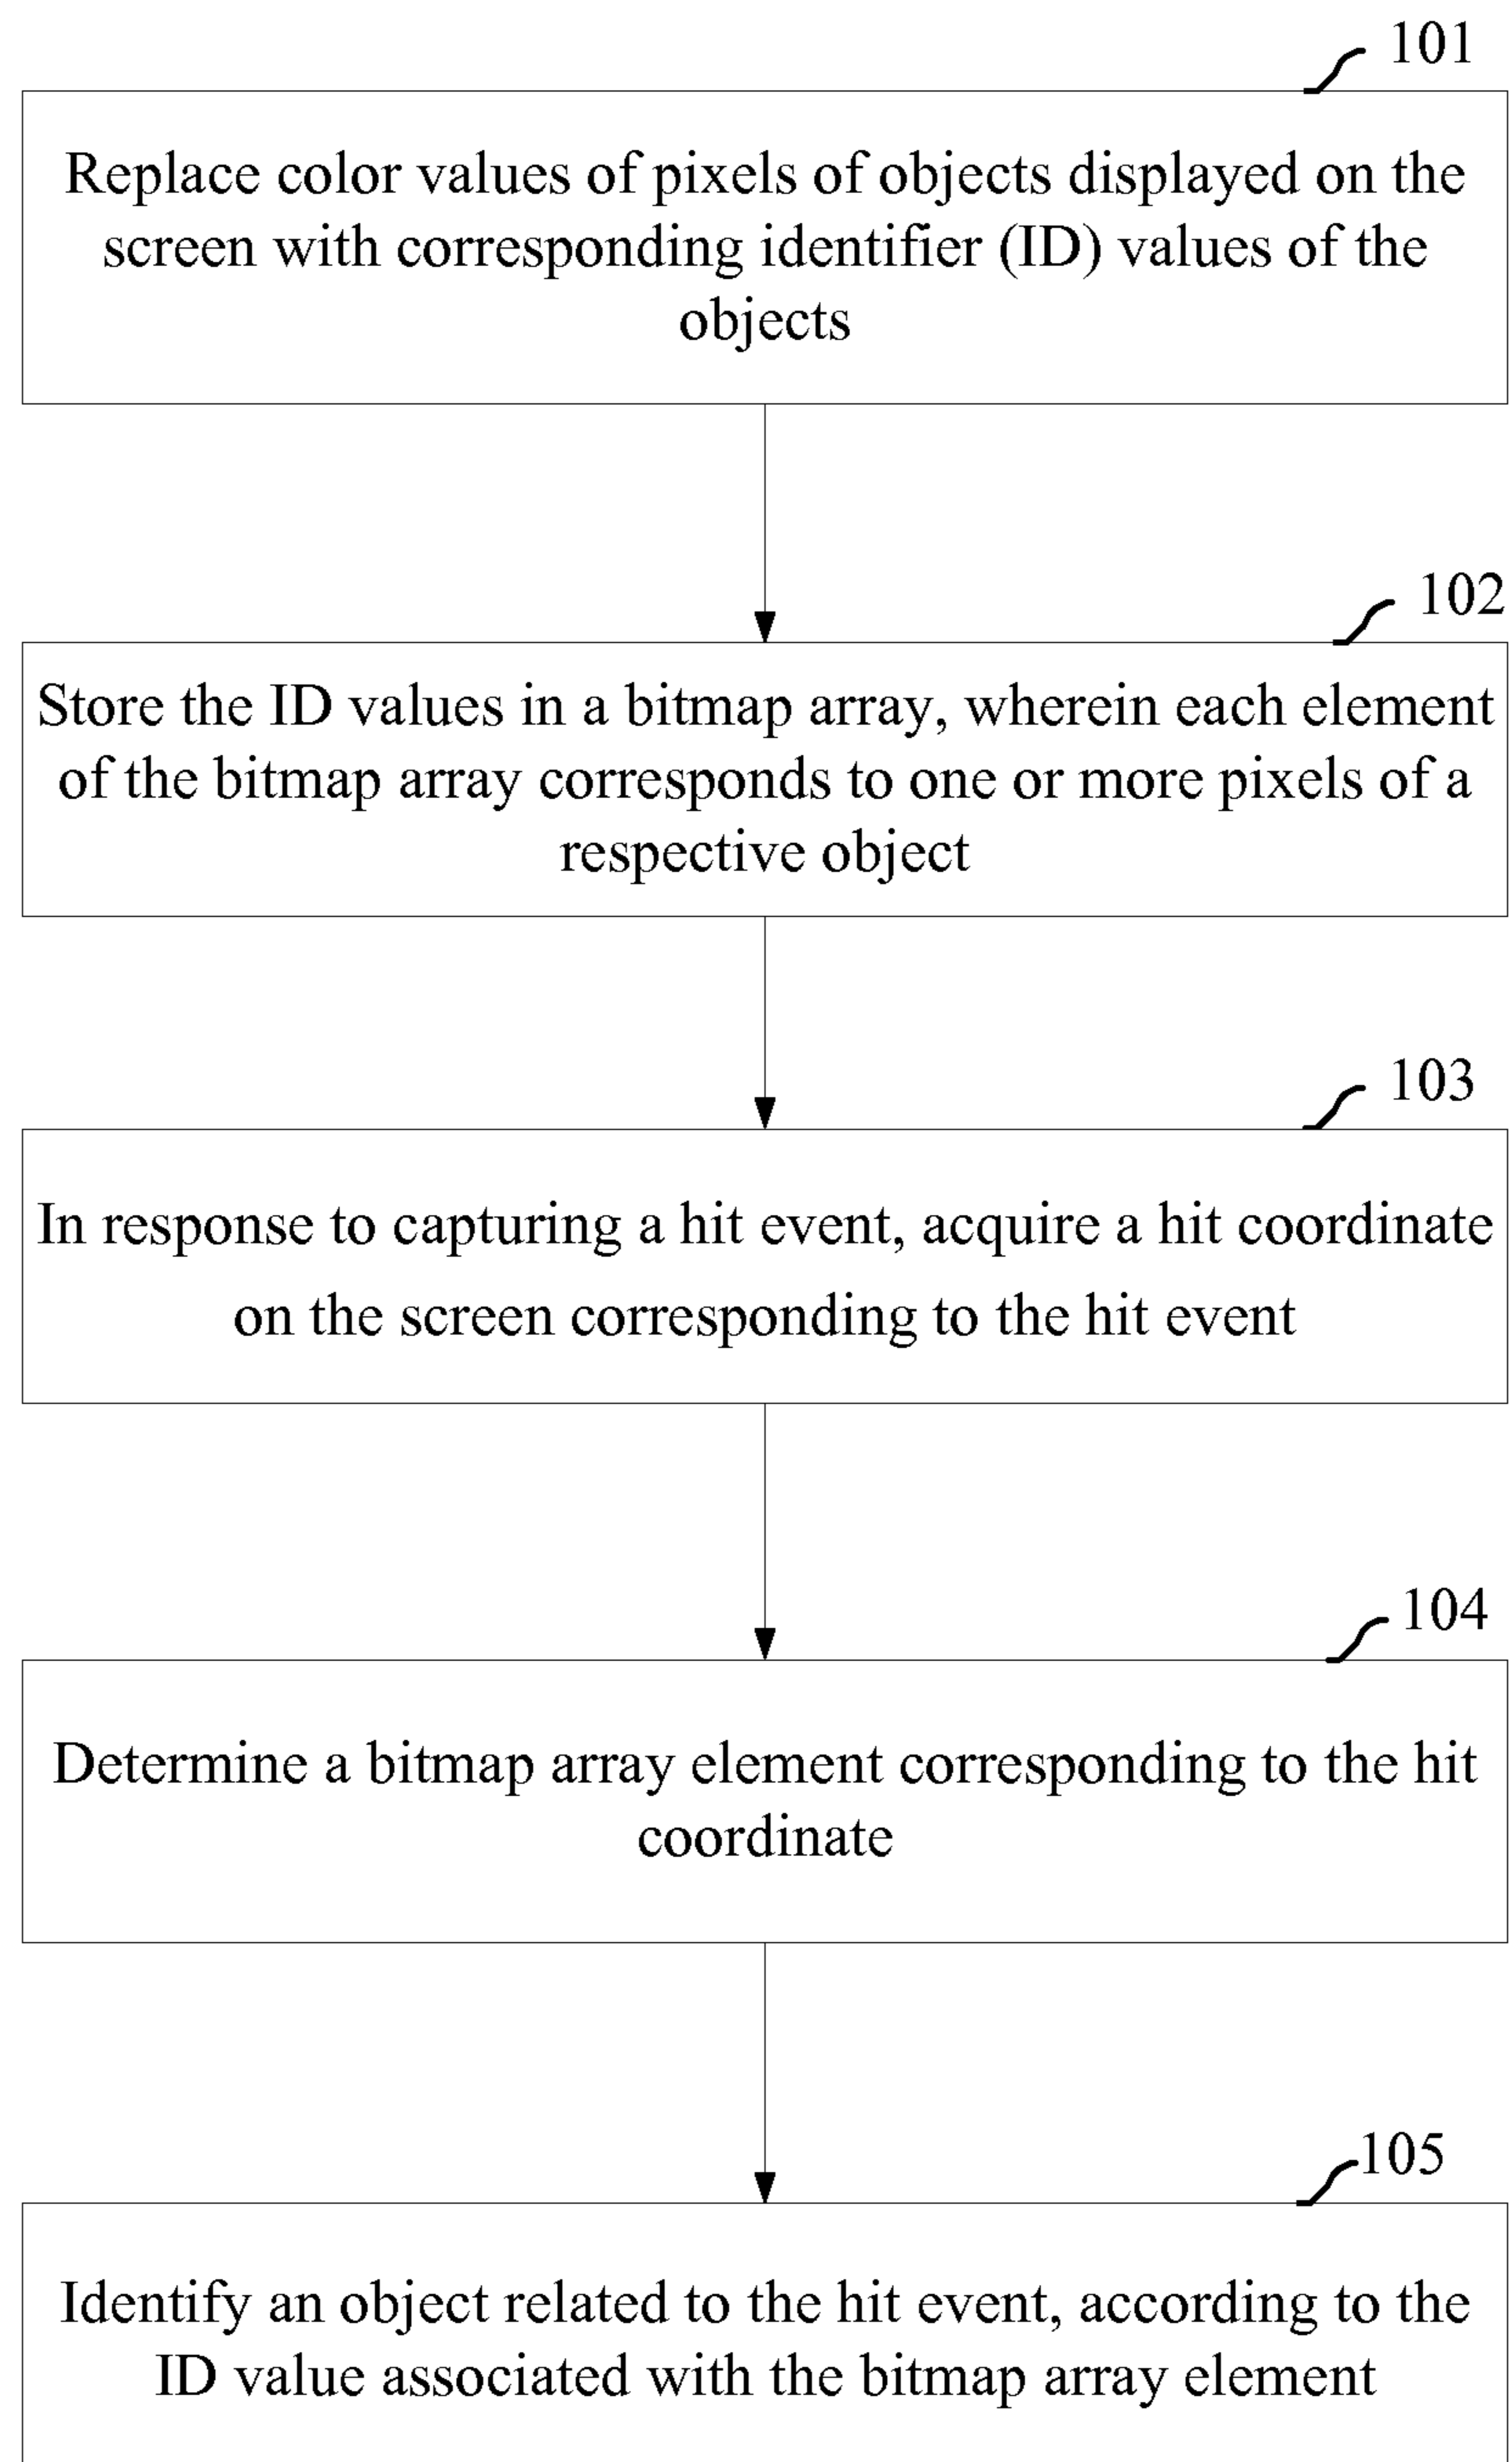 101
Replace color values of pixels of objects displayed on the
screen with corresponding identifier (ID) values of the
objects
102
Store the ID values in a bitmap array, wherein each element
of the bitmap array corresponds to one or more pixels of a
respective object
103
In response to capturing a hit event, acquire a hit coordinate
on the screen corresponding to the hit event
104
Determine a bitmap array element corresponding to the hit
coordinate
105
Identify an object related to the hit event, according to the
ID value associated with the bitmap array element